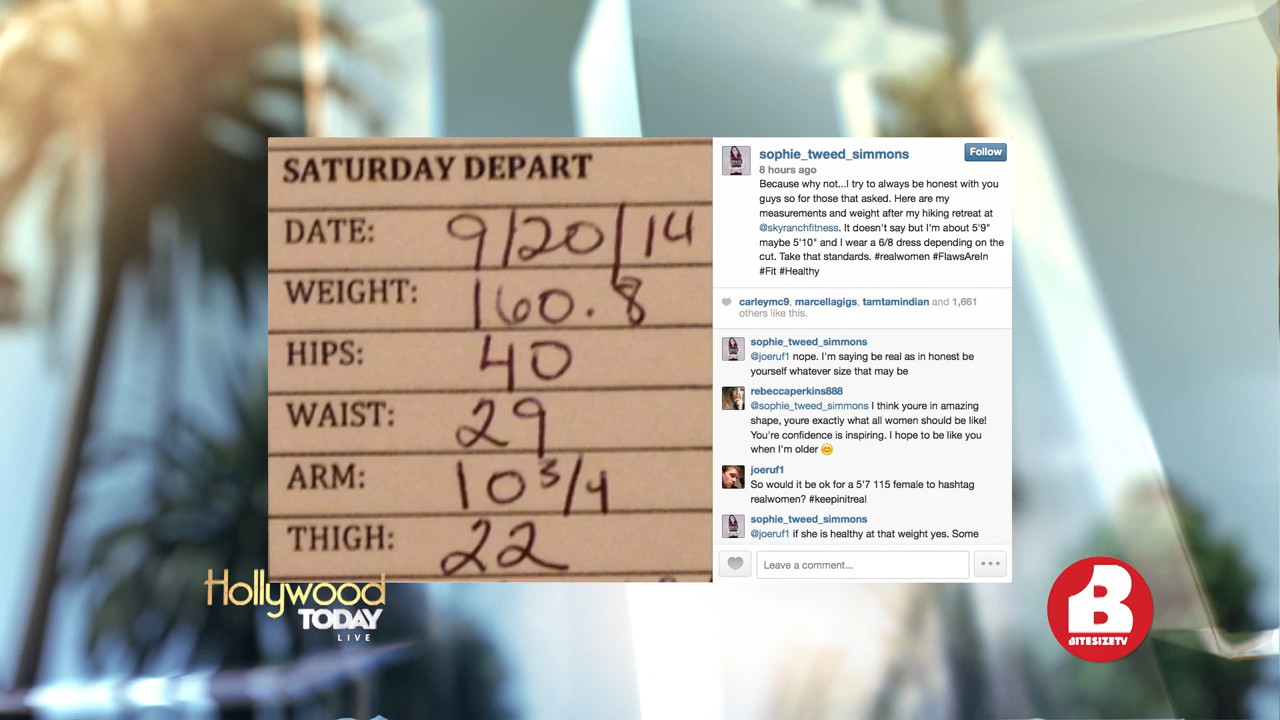 SATURDAY DEPART
DATE: 9/20/14
WEIGHT: 160.8
HIPS: 40
WAIST: 29
ARM: 10 3/4
THIGH: 22
sophie_tweed_simmons
Follow
8 hours ago
Because why not...I try to always be honest with you
guys so for those that asked. Here are my
measurements and weight after my hiking retreat at
@skyranchfitness. It doesn't say but I'm about 5'9"
maybe 5'10" and I wear a 6/8 dress depending on the
cut. Take that standards. #realwomen #FlawsAreIn
#Fit #Healthy
carleymc9, marcellagigs, tamtamindian and 1,661
others like this.
sophie_tweed_simmons
@joeruf1 nope. I'm saying be real as in honest be
yourself whatever size that may be
rebeccaperkins888
@sophie_tweed_simmons I think youre in amazing
shape, youre exactly what all women should be like!
You're confidence is inspiring. I hope to be like you
when I'm older 😊
joeruf1
So would it be ok for a 5'7 115 female to hashtag
realwomen? #keepinitreal
sophie_tweed_simmons
@joeruf1 if she is healthy at that weight yes. Some
Leave a comment...
Hollywood
TODAY
LIVE
B
BITESIZETV